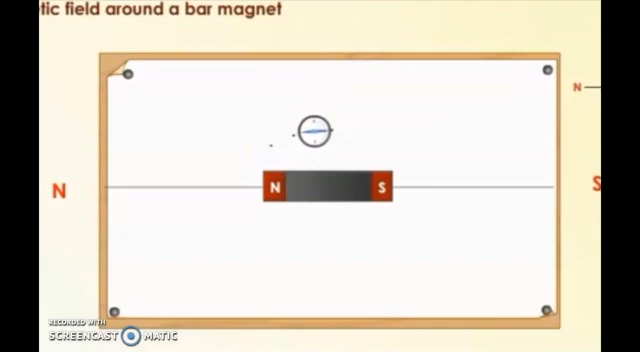 tic field around a bar magnet
N
N
N S
S
RECORDED WITH
SCREENCAST MATIC